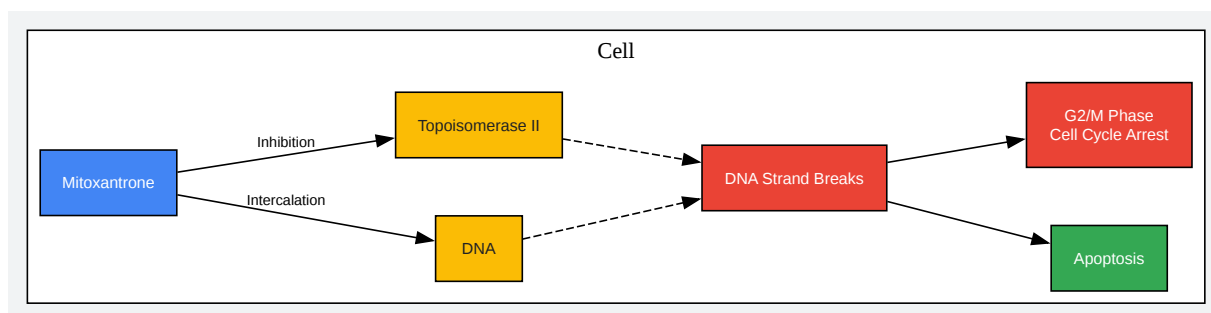 Cell
Mitoxantrone
Inhibition
Intercalation
Topoisomerase II
DNA
DNA Strand Breaks
G2/M Phase
Cell Cycle Arrest
Apoptosis